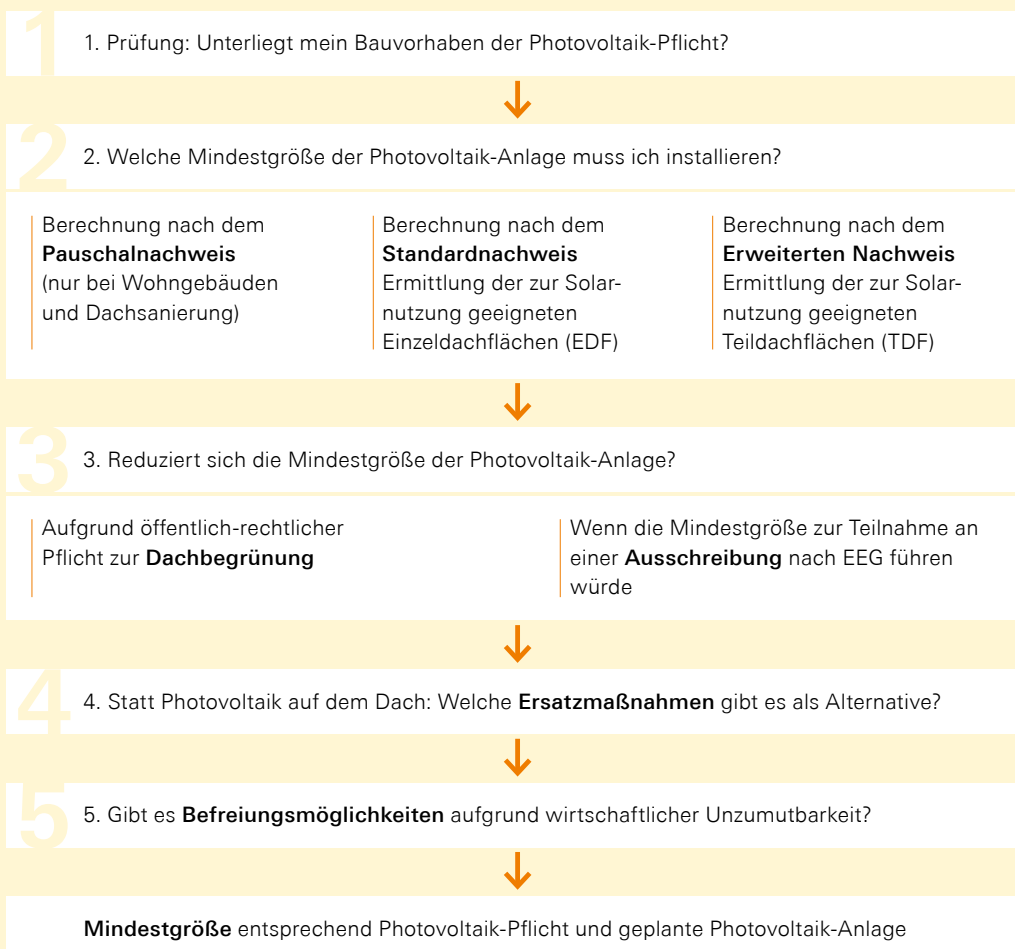 1
1. Prüfung: Unterliegt mein Bauvorhaben der Photovoltaik-Pflicht?
2
2. Welche Mindestgröße der Photovoltaik-Anlage muss ich installieren?
Berechnung nach dem
Pauschalnachweis
(nur bei Wohngebäuden
und Dachsanierung)
Berechnung nach dem
Standardnachweis
Ermittlung der zur Solar-
nutzung geeigneten
Einzeldachflächen (EDF)
Berechnung nach dem
Erweiterten Nachweis
Ermittlung der zur Solar-
nutzung geeigneten
Teildachflächen (TDF)
3
3. Reduziert sich die Mindestgröße der Photovoltaik-Anlage?
Aufgrund öffentlich-rechtlicher
Pflicht zur Dachbegrünung
Wenn die Mindestgröße zur Teilnahme an
einer Ausschreibung nach EEG führen
würde
4
4. Statt Photovoltaik auf dem Dach: Welche Ersatzmaßnahmen gibt es als Alternative?
5
5. Gibt es Befreiungsmöglichkeiten aufgrund wirtschaftlicher Unzumutbarkeit?
Mindestgröße entsprechend Photovoltaik-Pflicht und geplante Photovoltaik-Anlage